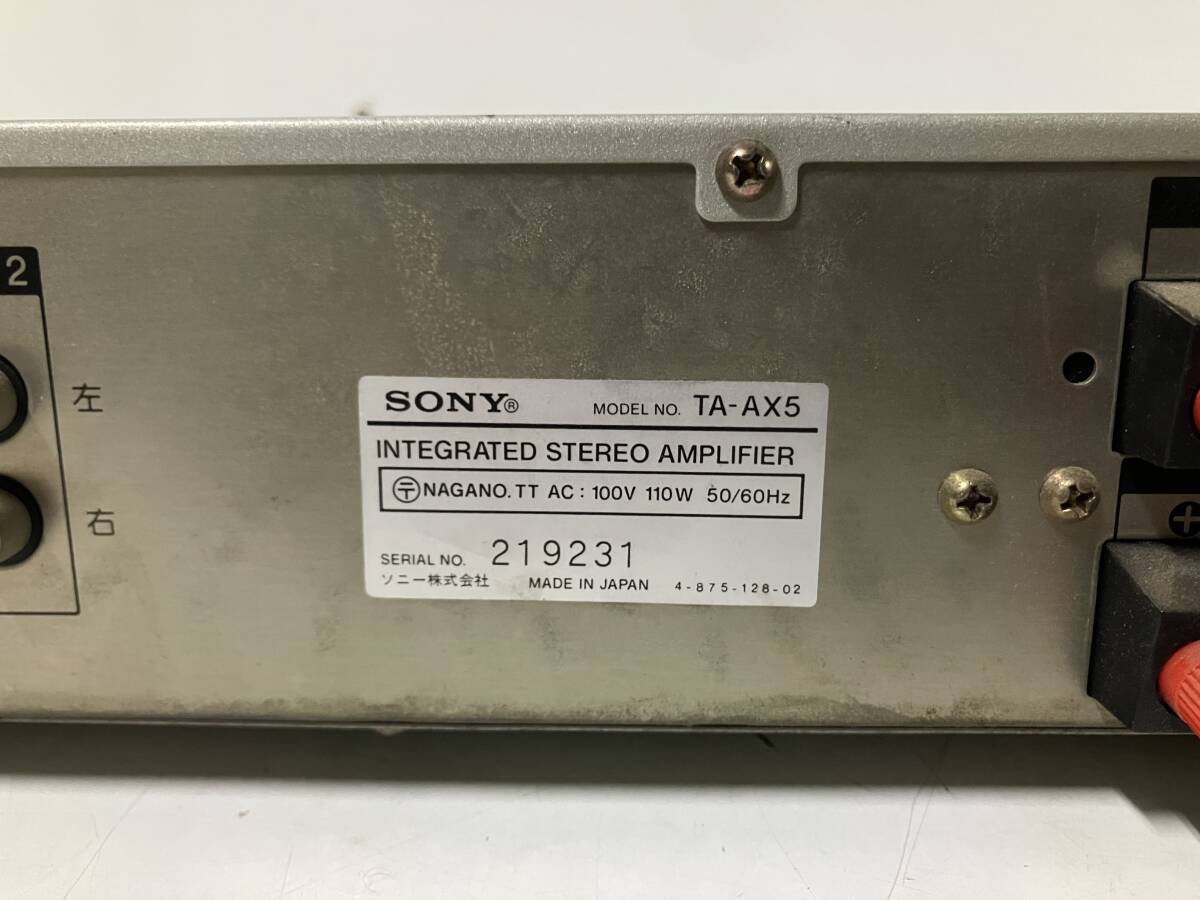 2
左
右
SONY®
MODEL NO. TA-AX5
INTEGRATED STEREO AMPLIFIER
〶 NAGANO. TT AC : 100V 110W 50/60Hz
SERIAL NO. 219231
ソニー株式会社 MADE IN JAPAN 4-875-128-02
+